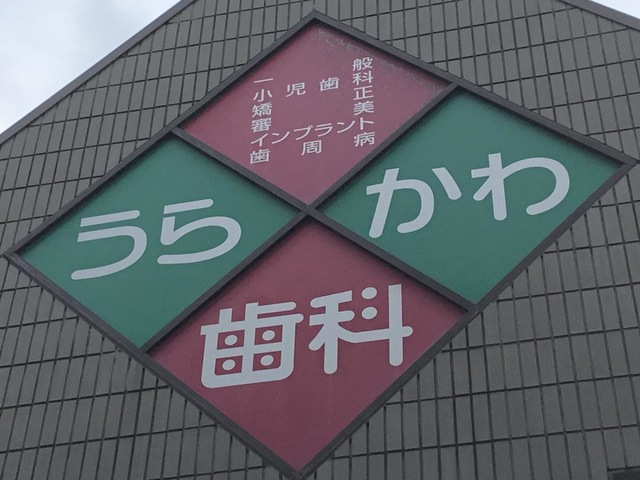 一般
小児歯科
矯正
審美
インプラント
歯周病
うらかわ
歯科